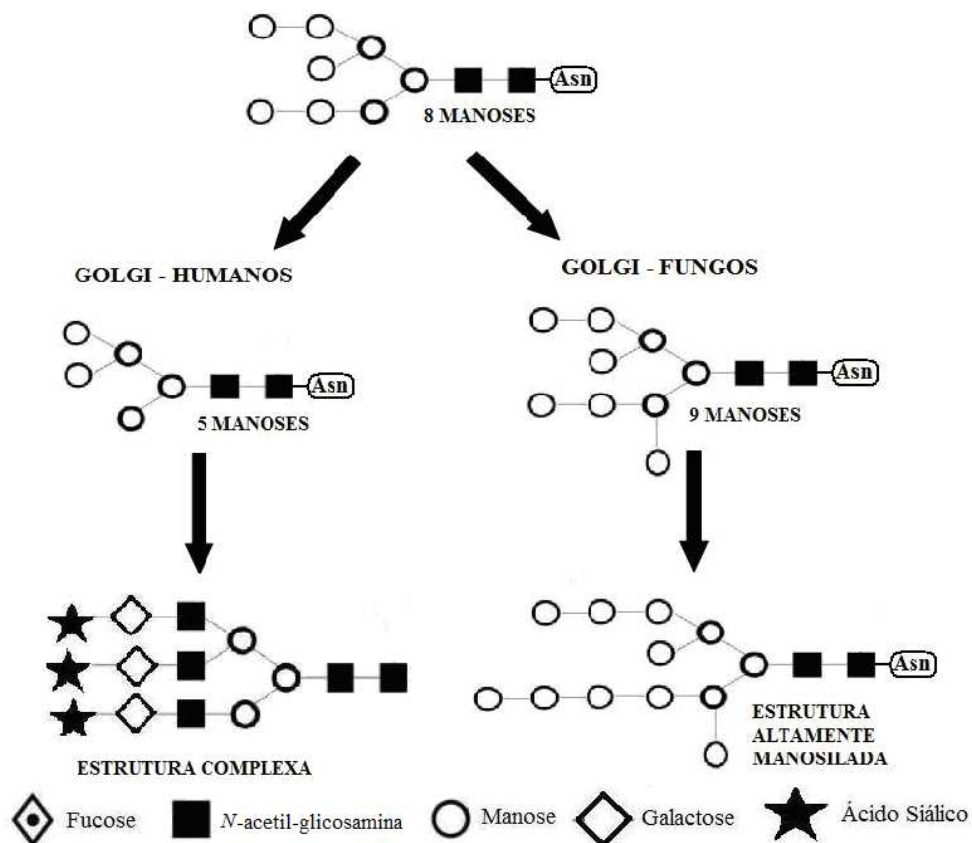 Asn
8 MANOSES
GOLGI - HUMANOS
GOLGI - FUNGOS
Asn
5 MANOSES
Asn
9 MANOSES
Asn
ESTRUTURA COMPLEXA
ESTRUTURA
ALTAMENTE
MANOSILADA
Fucose
N-acetil-glicosamina
Manose
Galactose
Ácido Siálico